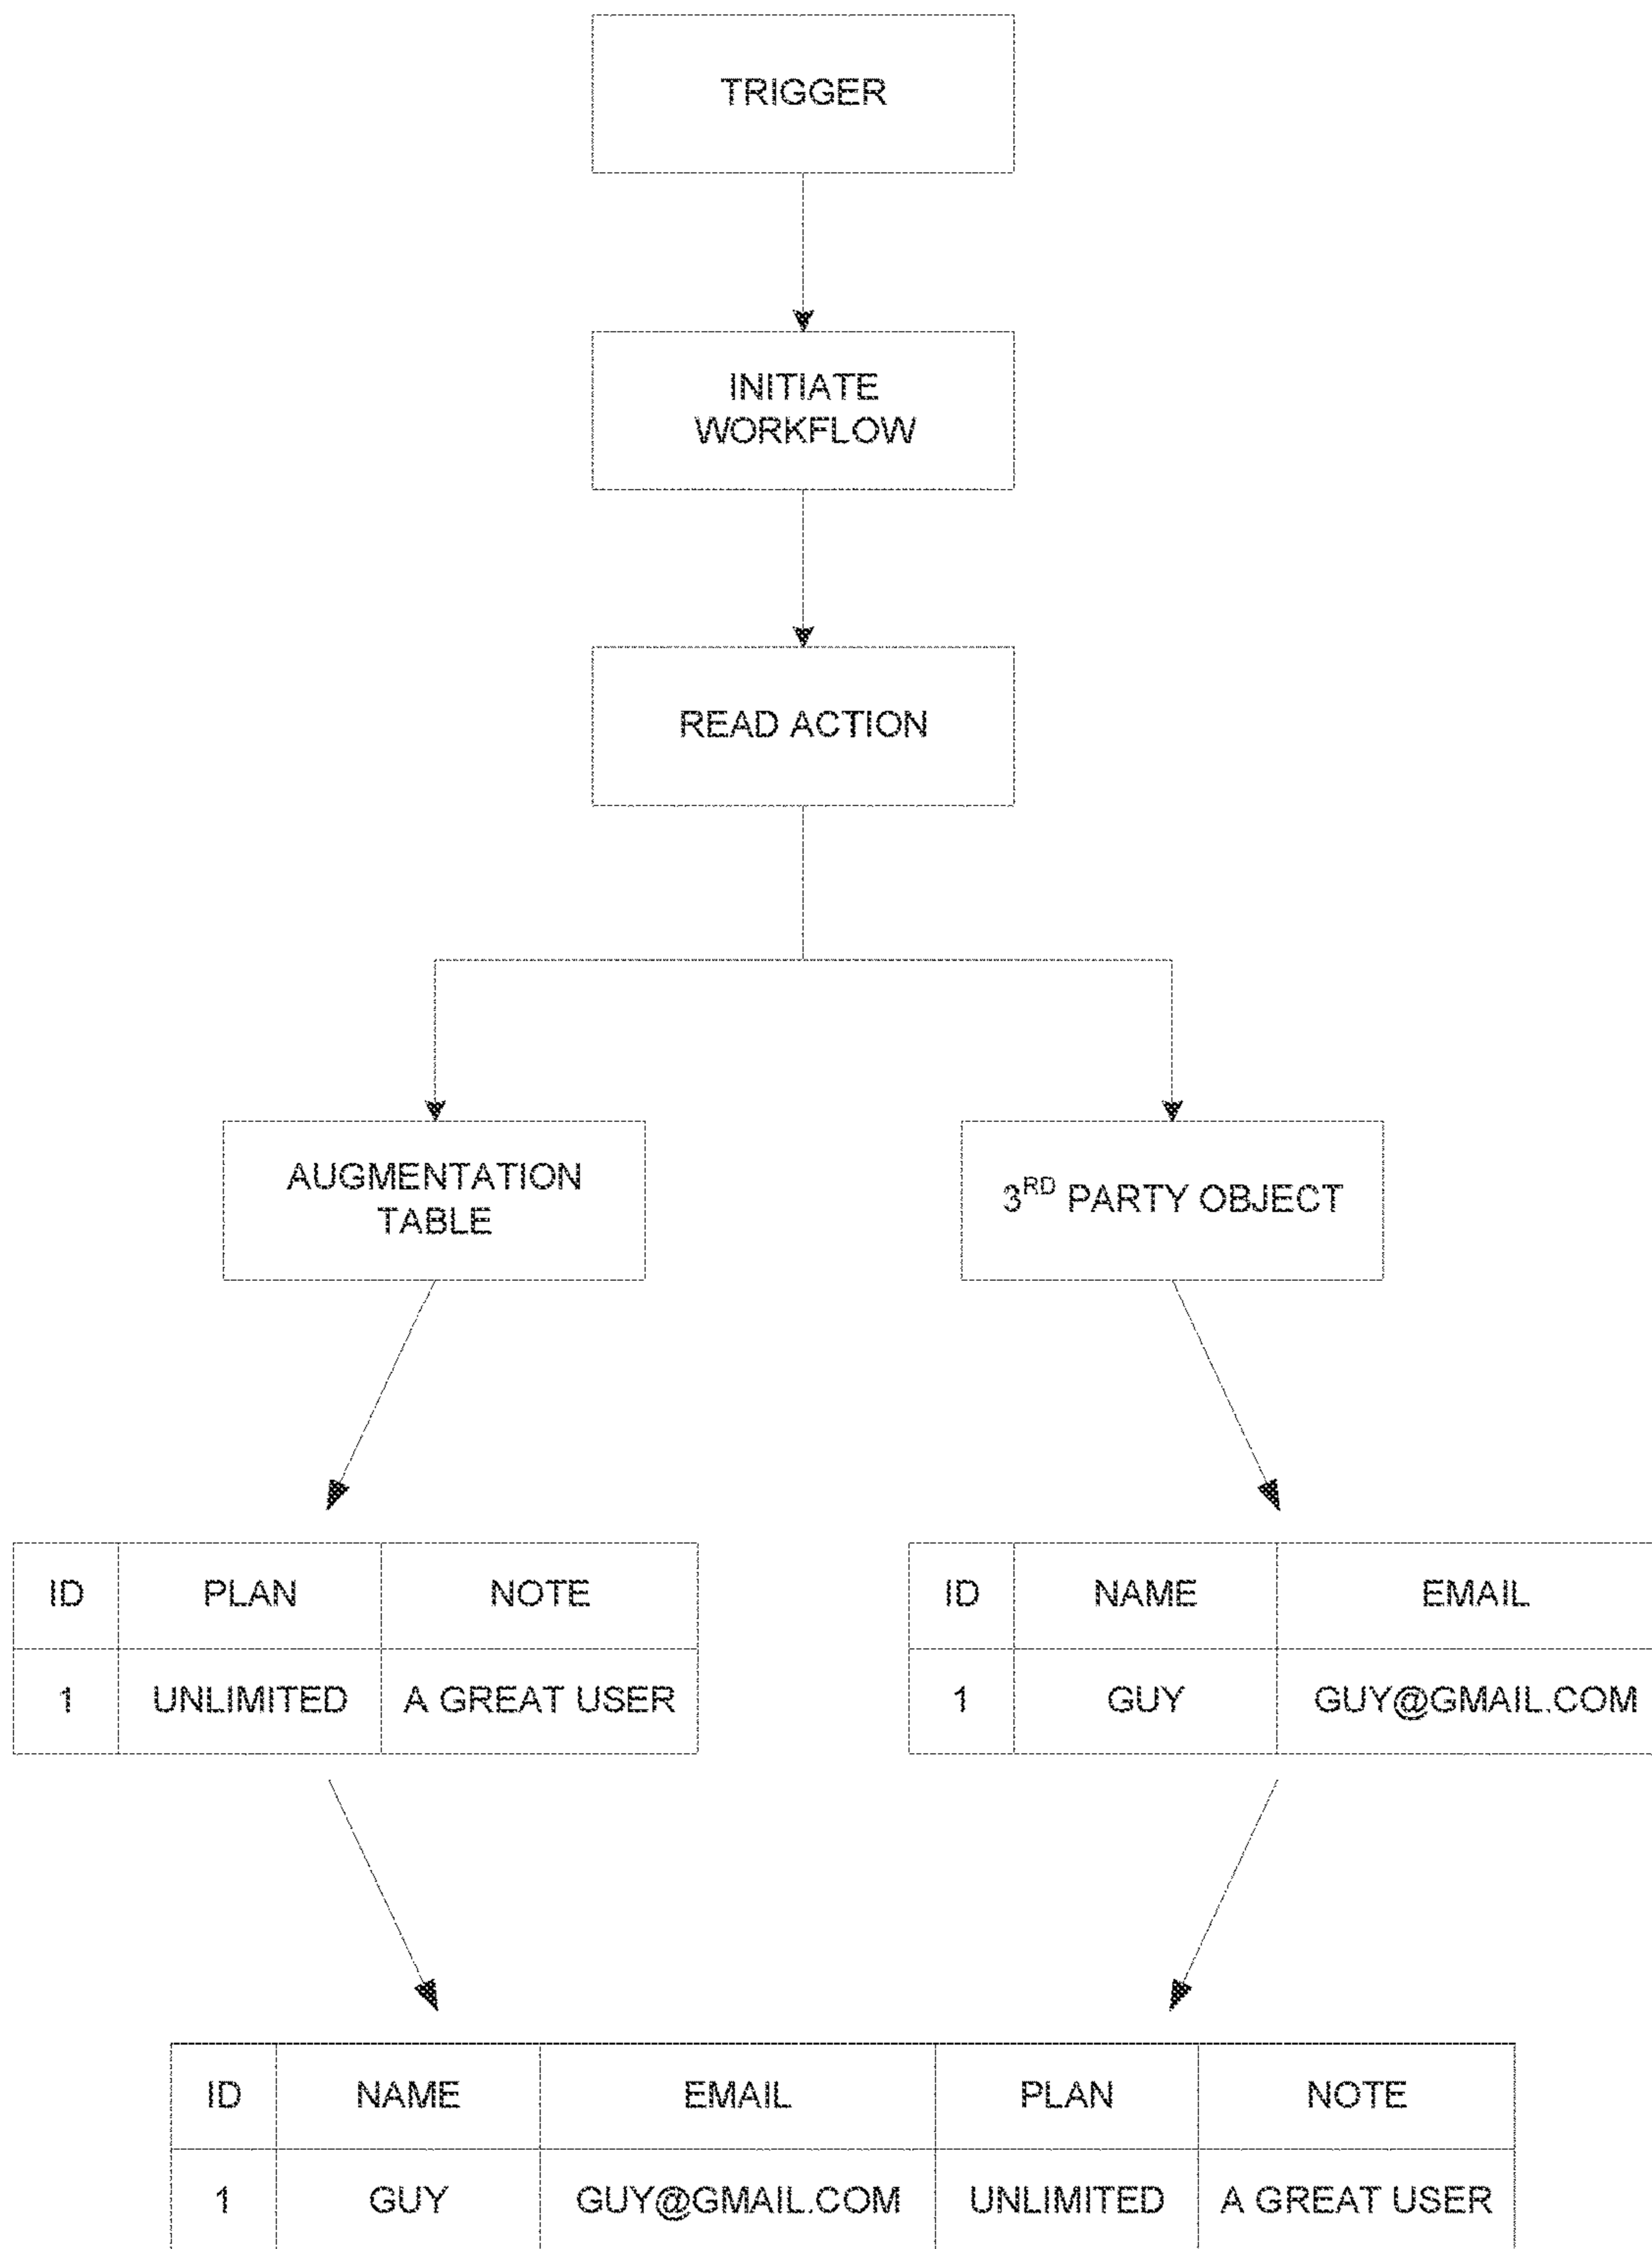 TRIGGER
INITIATE
WORKFLOW
READ ACTION
AUGMENTATION
TABLE
3RD PARTY OBJECT
ID PLAN NOTE
1 UNLIMITED A GREAT USER
ID NAME EMAIL
1 GUY GUY@GMAIL.COM
ID NAME EMAIL PLAN NOTE
1 GUY GUY@GMAIL.COM UNLIMITED A GREAT USER